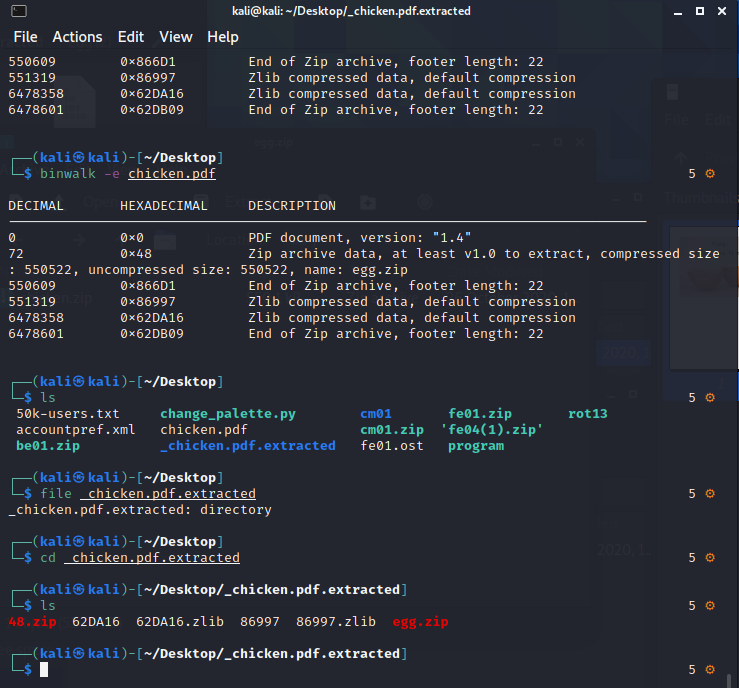 kali@kali: ~/Desktop/_chicken.pdf.extracted
File Actions Edit View Help
550609 0×866D1 End of Zip archive, footer length: 22
551319 0×86997 Zlib compressed data, default compression
6478358 0×62DA16 Zlib compressed data, default compression
6478601 0×62DB09 End of Zip archive, footer length: 22
┌──(kali㉿kali)-[~/Desktop]
└─$ binwalk -e chicken.pdf 5 ⚙
DECIMAL HEXADECIMAL DESCRIPTION
0 0×0 PDF document, version: "1.4"
72 0×48 Zip archive data, at least v1.0 to extract, compressed size
: 550522, uncompressed size: 550522, name: egg.zip
550609 0×866D1 End of Zip archive, footer length: 22
551319 0×86997 Zlib compressed data, default compression
6478358 0×62DA16 Zlib compressed data, default compression
6478601 0×62DB09 End of Zip archive, footer length: 22
┌──(kali㉿kali)-[~/Desktop]
└─$ ls 5 ⚙
50k-users.txt change_palette.py cm01 fe01.zip rot13
accountpref.xml chicken.pdf cm01.zip 'fe04(1).zip'
be01.zip _chicken.pdf.extracted fe01.ost program
┌──(kali㉿kali)-[~/Desktop]
└─$ file _chicken.pdf.extracted 5 ⚙
_chicken.pdf.extracted: directory
┌──(kali㉿kali)-[~/Desktop]
└─$ cd _chicken.pdf.extracted 5 ⚙
┌──(kali㉿kali)-[~/Desktop/_chicken.pdf.extracted]
└─$ ls 5 ⚙
48.zip 62DA16 62DA16.zlib 86997 86997.zlib egg.zip
┌──(kali㉿kali)-[~/Desktop/_chicken.pdf.extracted]
└─$ 5 ⚙